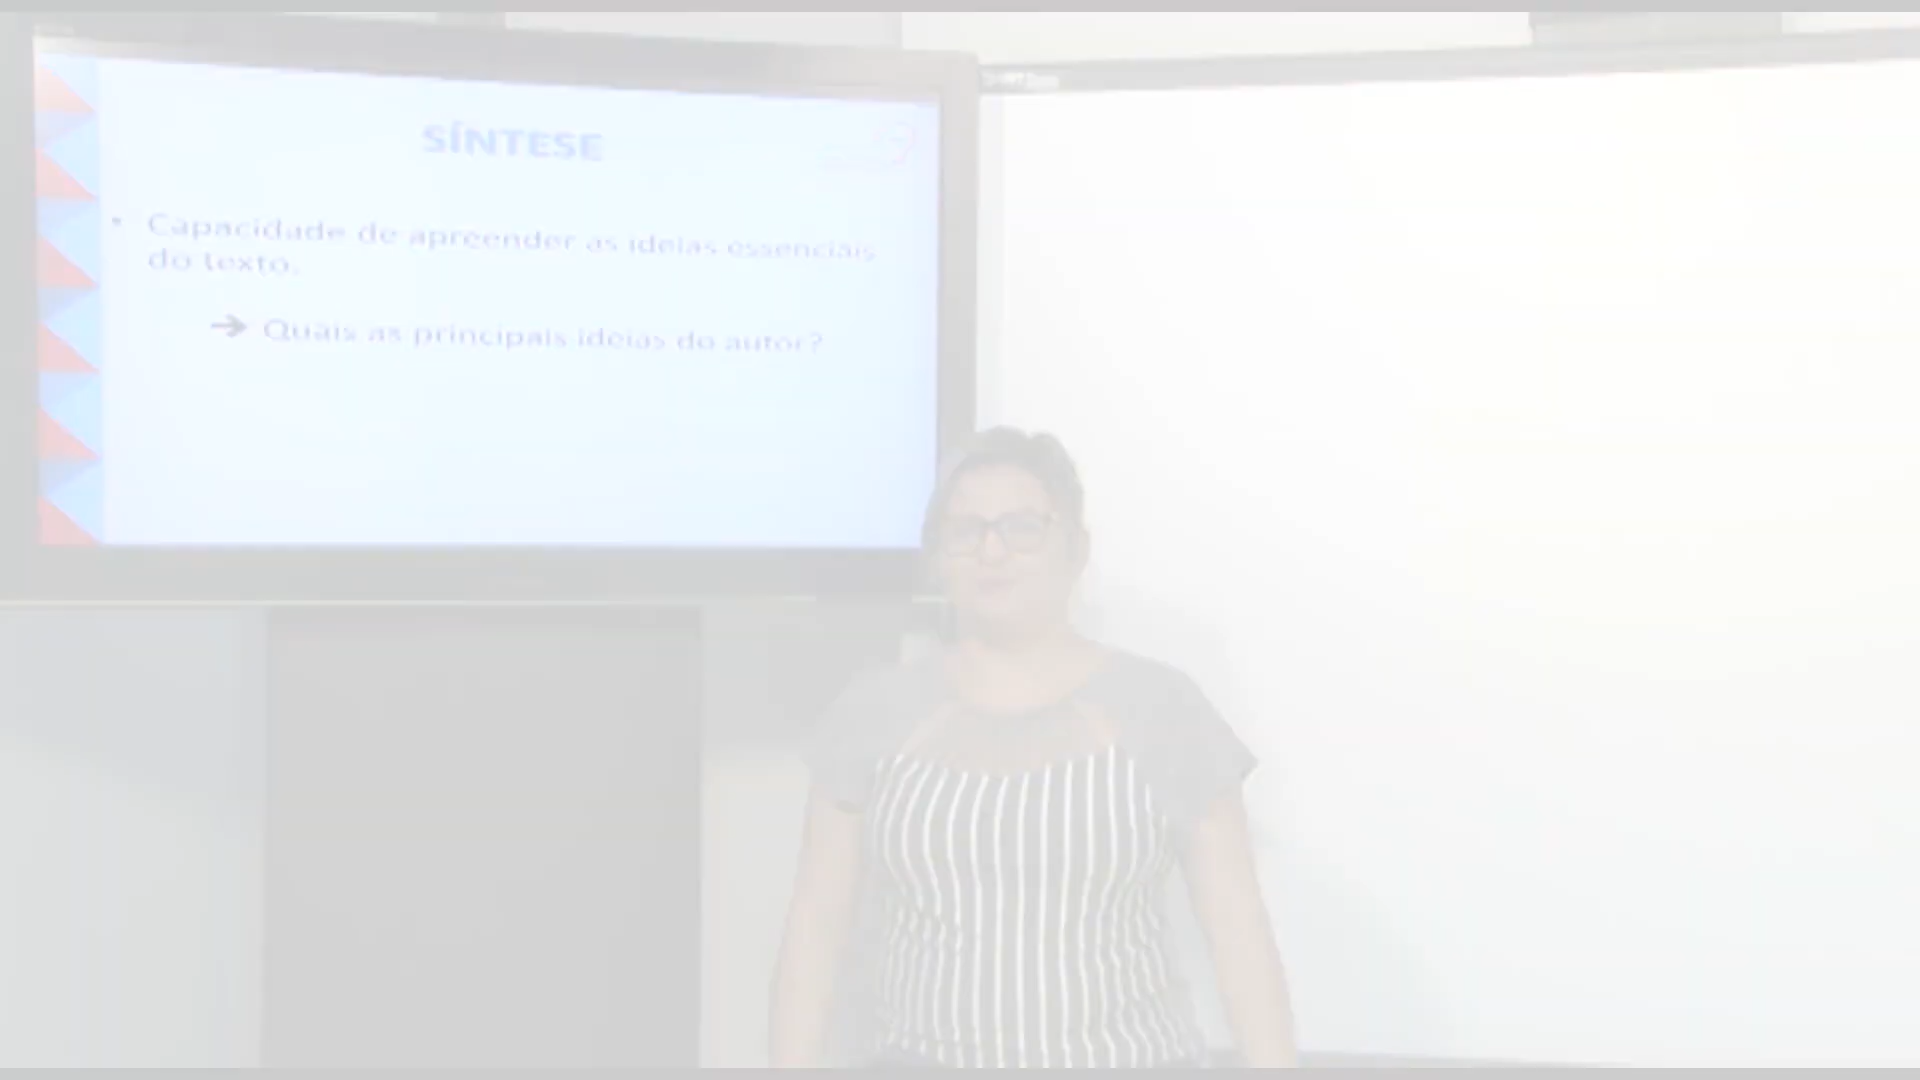 SÍNTESE
• Capacidade de apreender as ideias essenciais
do texto.
➔ Quais as principais ideias do autor?